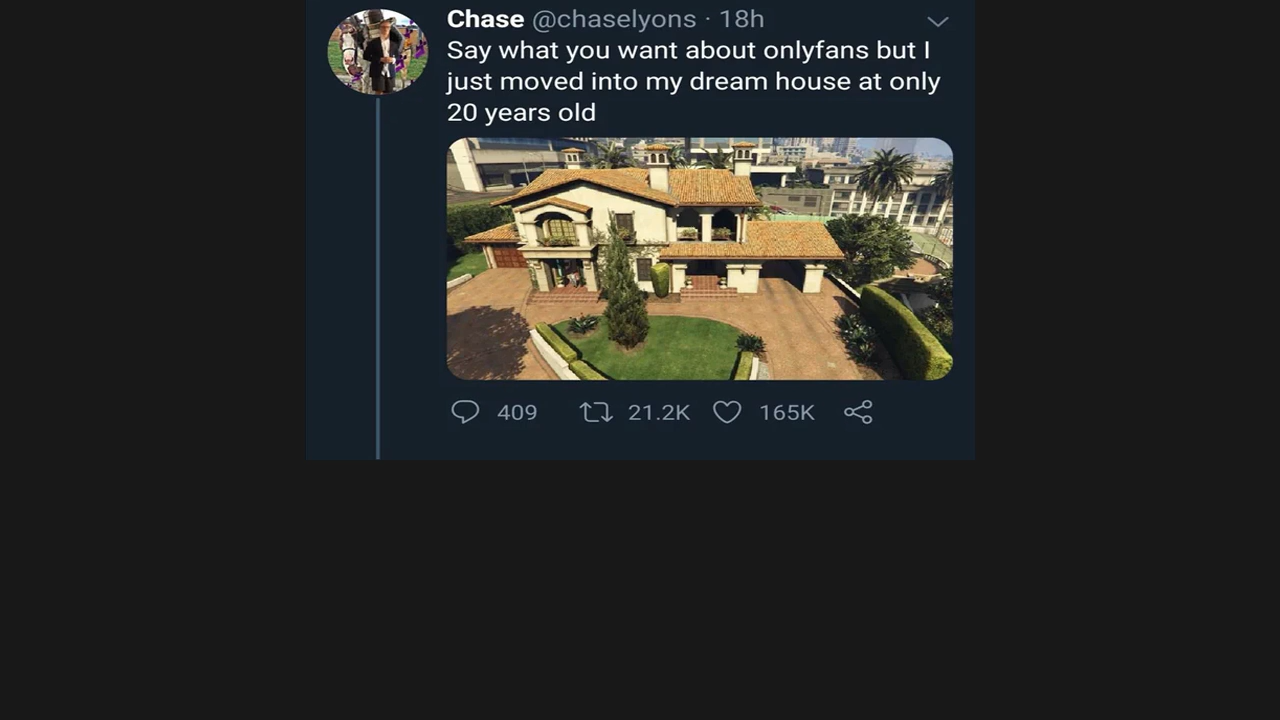 Chase @chaselyons · 18h
Say what you want about onlyfans but I
just moved into my dream house at only
20 years old
409 21.2K 165K